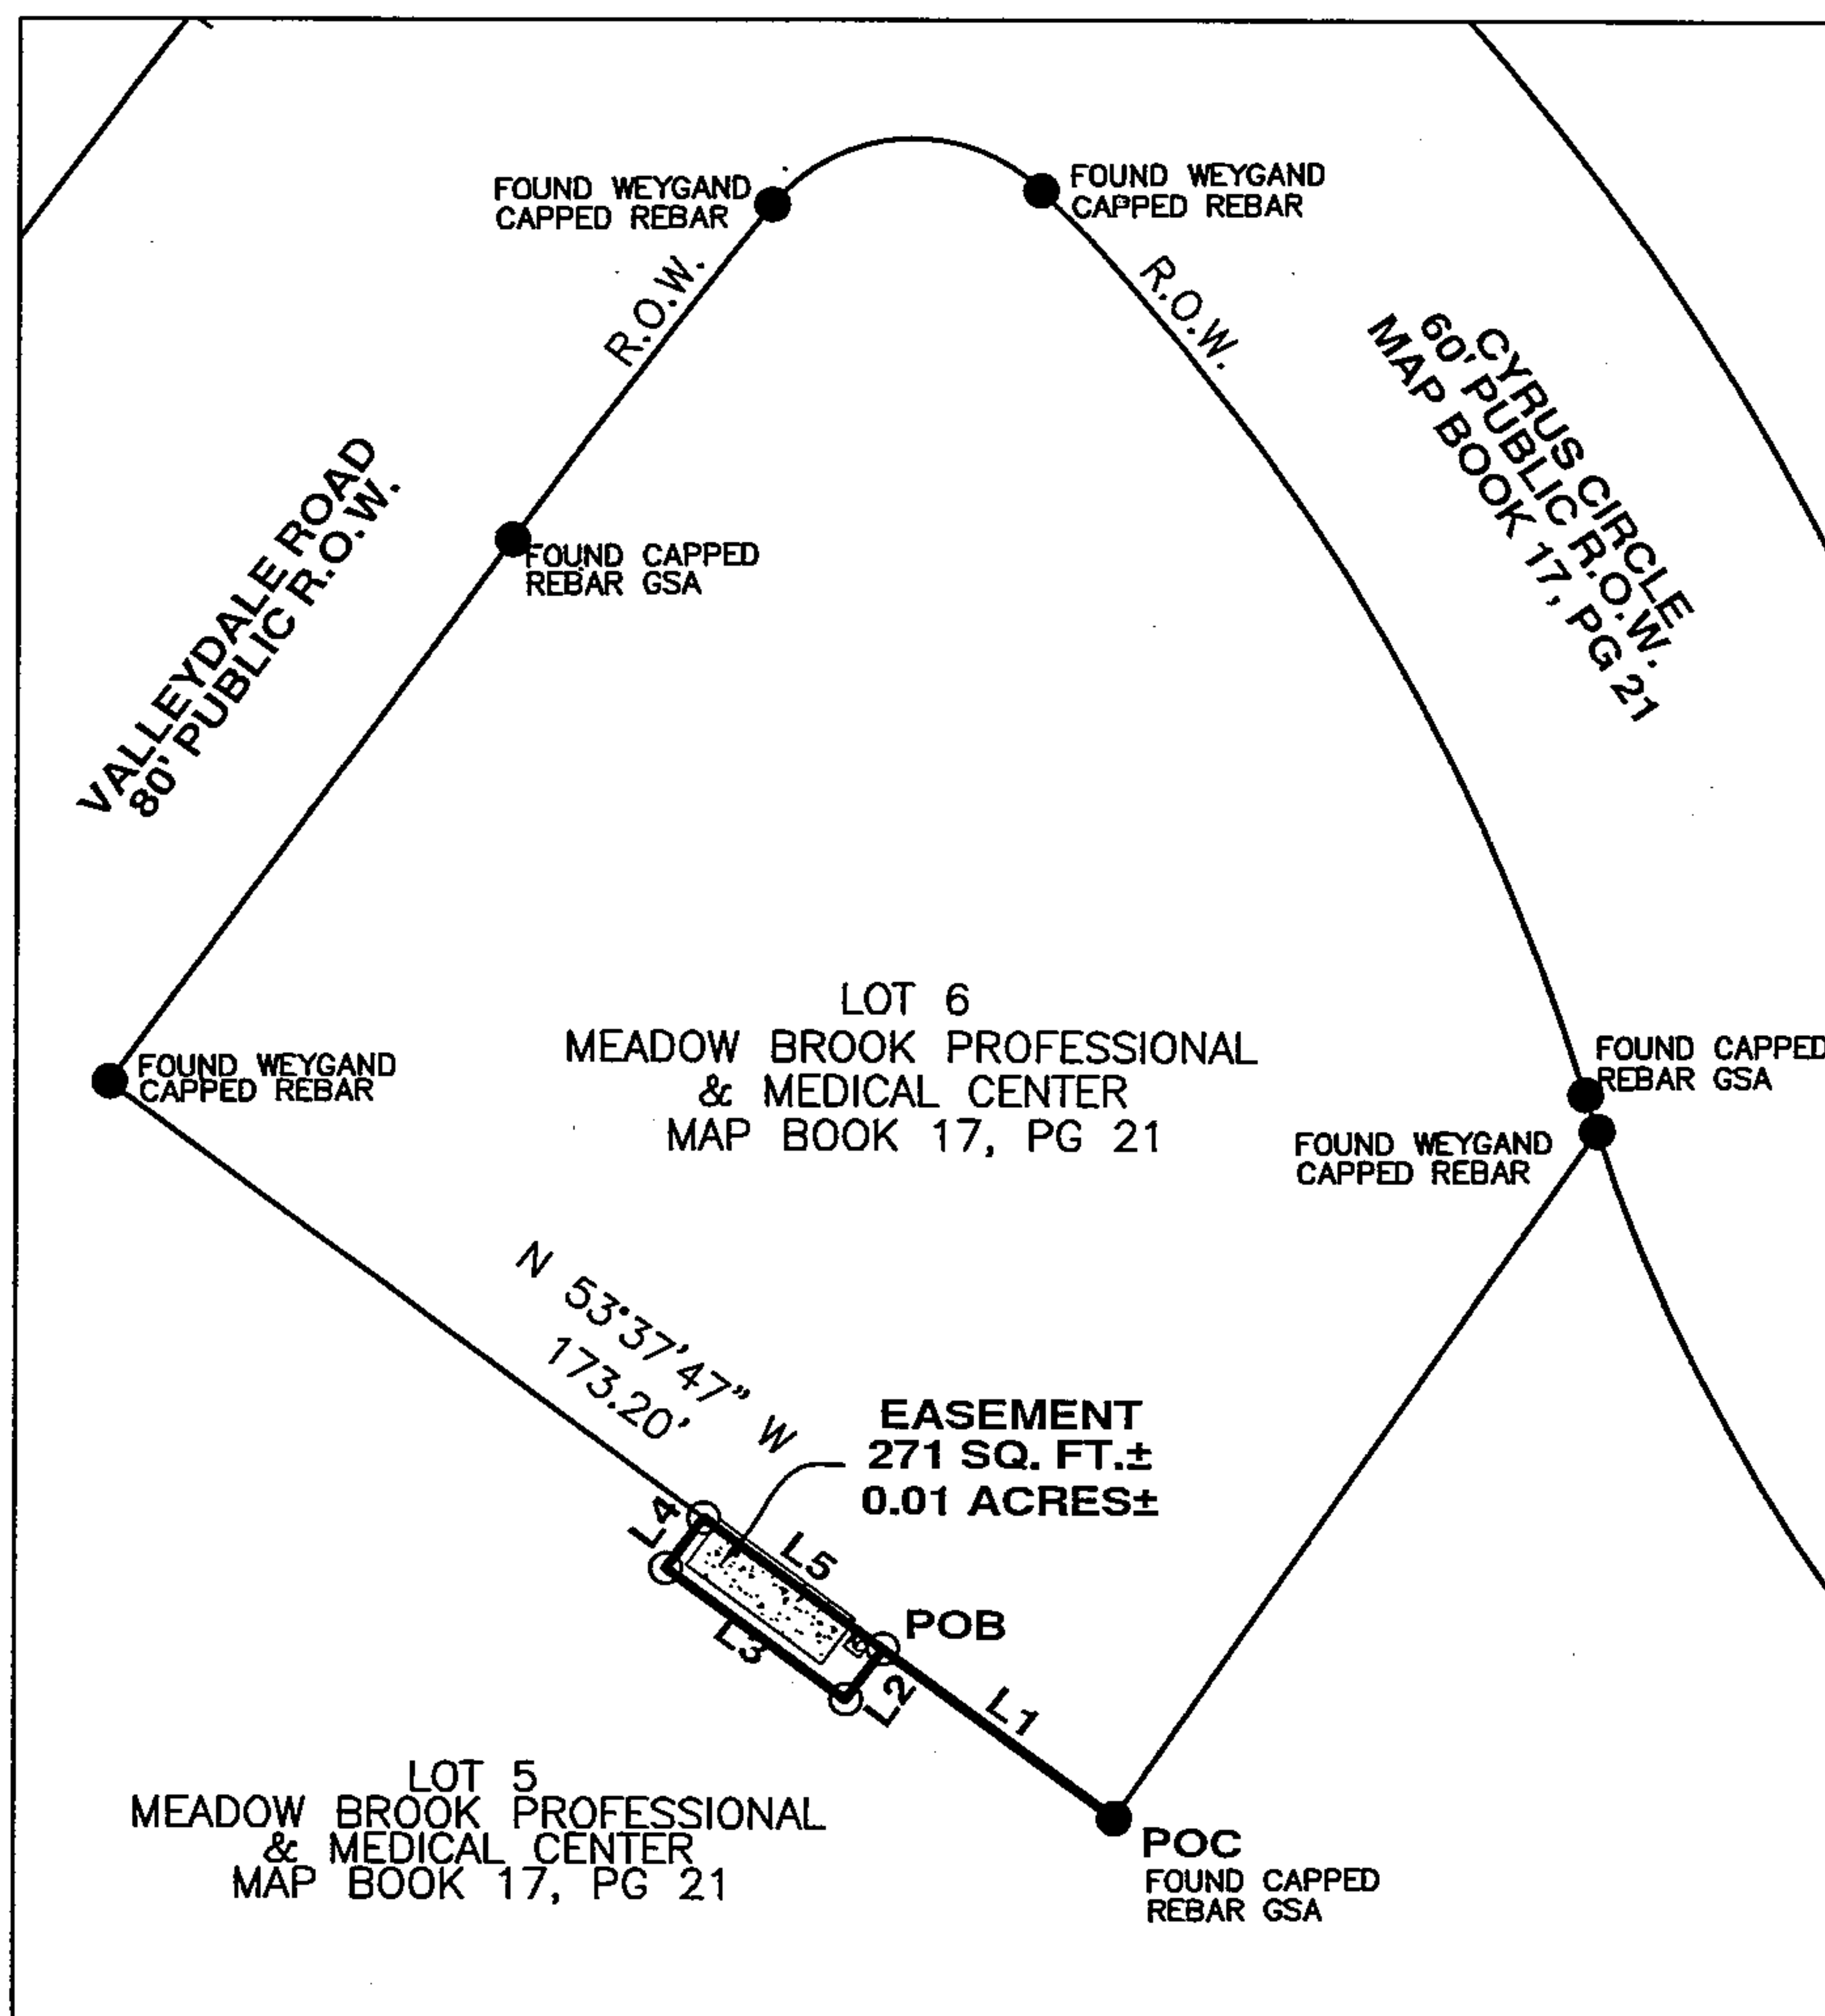 FOUND WEYGAND
CAPPED REBAR
FOUND WEYGAND
CAPPED REBAR
R.O.W.
R.O.W.
CYRUS CIRCLE
60' PUBLIC R.O.W.
MAP BOOK 17, PG 21
VALLEYDALE ROAD
80' PUBLIC R.O.W.
FOUND CAPPED
REBAR GSA
LOT 6
MEADOW BROOK PROFESSIONAL
& MEDICAL CENTER
MAP BOOK 17, PG 21
FOUND WEYGAND
CAPPED REBAR
FOUND CAPPED
REBAR GSA
FOUND WEYGAND
CAPPED REBAR
N 53°37'47" W
173.20'
EASEMENT
271 SQ. FT.±
0.01 ACRES±
L4
L5
POB
L3
L2
L1
LOT 5
MEADOW BROOK PROFESSIONAL
& MEDICAL CENTER
MAP BOOK 17, PG 21
POC
FOUND CAPPED
REBAR GSA